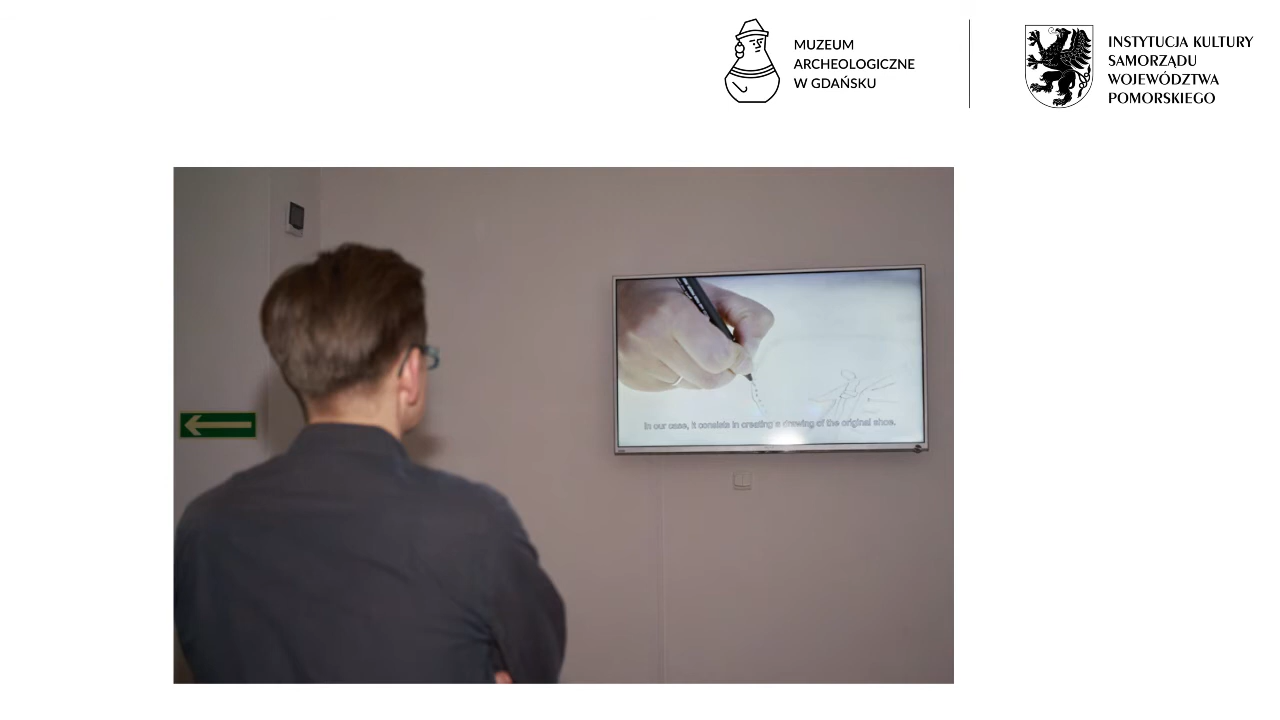 MUZEUM
ARCHEOLOGICZNE
W GDAŃSKU
INSTYTUCJA KULTURY
SAMORZĄDU
WOJEWÓDZTWA
POMORSKIEGO
In our case, it consists in creating a drawing of the original shoe.